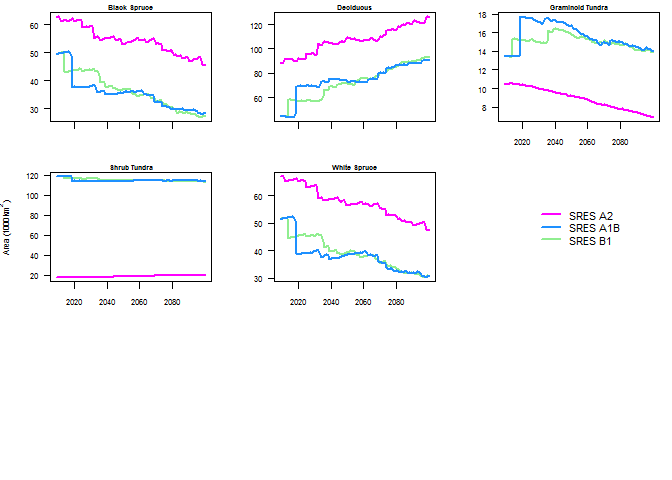 Black Spruce
60
50
40
30
Deciduous
120
100
80
60
Graminoid Tundra
18
16
14
12
10
8
2020 2040 2060 2080
Shrub Tundra
120
100
80
60
40
20
2020 2040 2060 2080
Area (1000km²)
White Spruce
60
50
40
30
2020 2040 2060 2080
SRES A2
SRES A1B
SRES B1